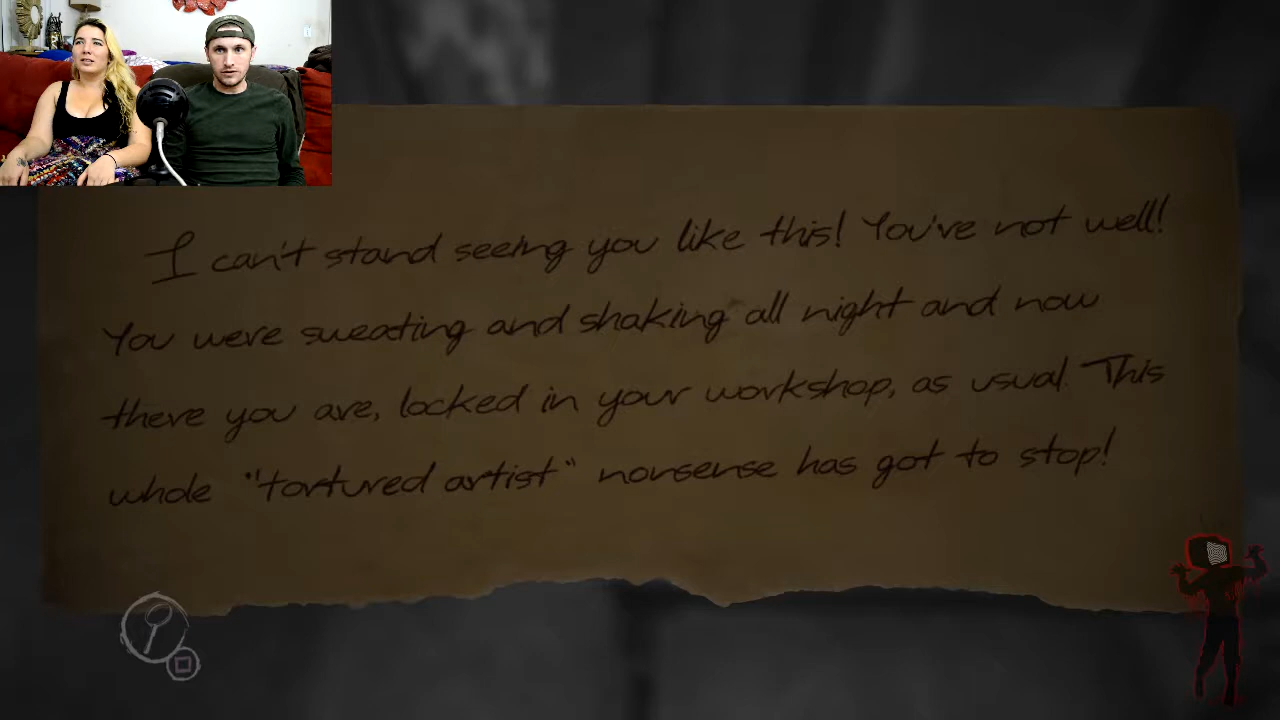 I can't stand seeing you like this! You've not well!
You were sweating and shaking all night and now
there you are, locked in your workshop, as usual. This
whole "tortured artist" nonsense has got to stop!